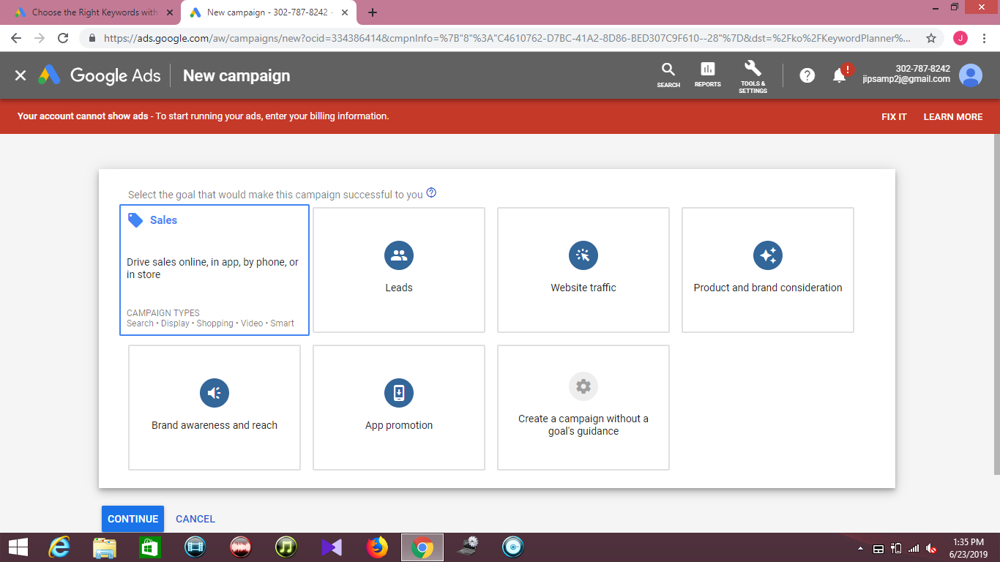 Choose the Right Keywords with
New campaign - 302-787-8242 -
https://ads.google.com/aw/campaigns/new?ocid=334386414&cmpnInfo=%7B"8"%3A"C4610762-D7BC-41A2-8D86-BED307C9F610--28"%7D&dst=%2Fko%2FKeywordPlanner%...
J
Google Ads
New campaign
SEARCH
REPORTS
TOOLS &
SETTINGS
302-787-8242
jipsamp2j@gmail.com
Your account cannot show ads - To start running your ads, enter your billing information.
FIX IT
LEARN MORE
Select the goal that would make this campaign successful to you
Sales
Drive sales online, in app, by phone, or
in store
CAMPAIGN TYPES
Search • Display • Shopping • Video • Smart
Leads
Website traffic
Product and brand consideration
Brand awareness and reach
App promotion
Create a campaign without a
goal's guidance
CONTINUE
CANCEL
1:35 PM
6/23/2019